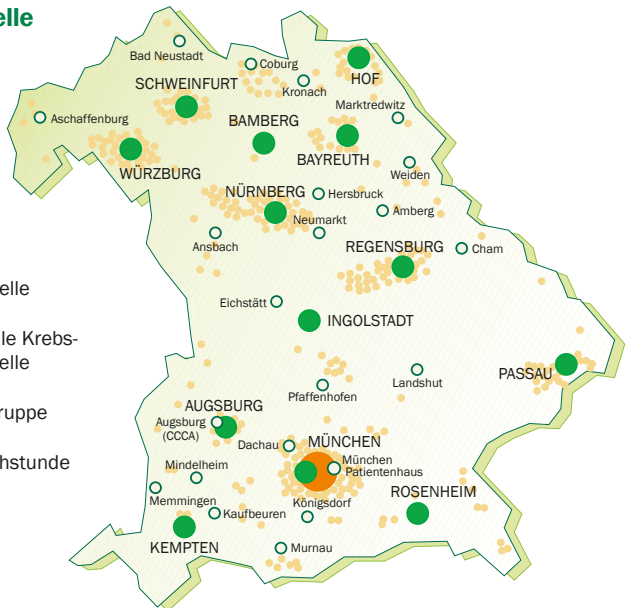 elle
Bad Neustadt
Coburg
HOF
SCHWEINFURT
Kronach
Aschaffenburg
BAMBERG
Marktredwitz
BAYREUTH
WÜRZBURG
Weiden
NÜRNBERG
Hersbruck
Neumarkt
Amberg
Ansbach
REGENSBURG
Cham
elle
Eichstätt
INGOLSTADT
le Krebs-
elle
PASSAU
Landshut
Pfaffenhofen
ruppe
AUGSBURG
Augsburg
(CCCA)
Dachau
MÜNCHEN
München
Patientenhaus
hstunde
Mindelheim
Memmingen
Königsdorf
ROSENHEIM
Kaufbeuren
KEMPTEN
Murnau